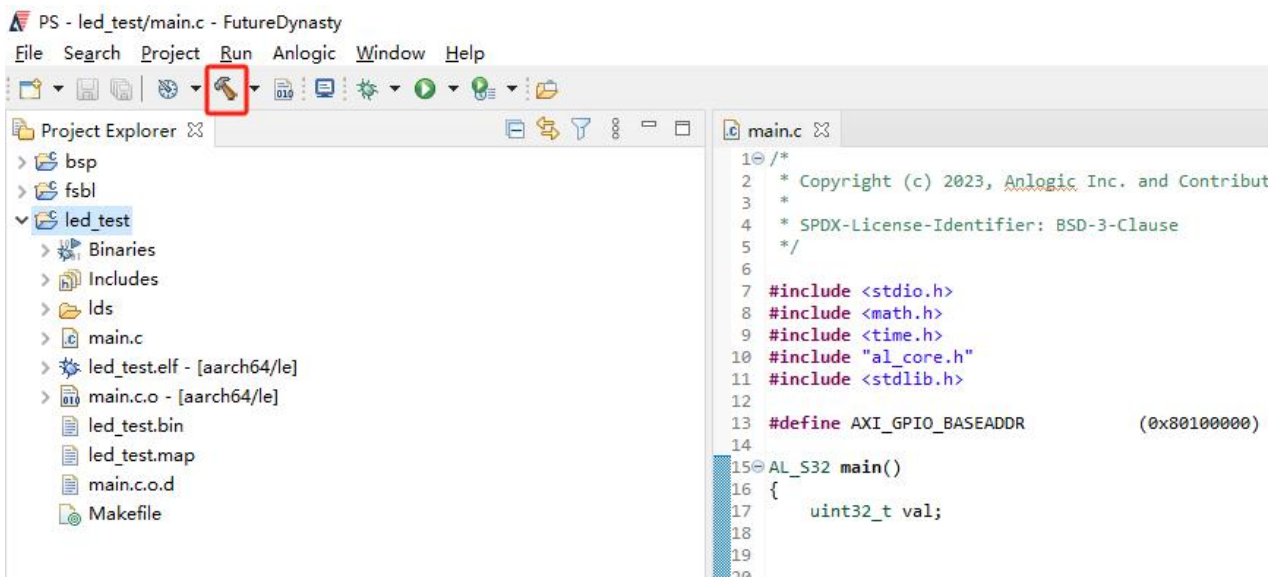 PS - led_test/main.c - FutureDynasty
File Search Project Run Anlogic Window Help
Project Explorer
bsp
fsbl
led_test
Binaries
Includes
lds
main.c
led_test.elf - [aarch64/le]
main.c.o - [aarch64/le]
led_test.bin
led_test.map
main.c.o.d
Makefile
main.c
1 /*
2 * Copyright (c) 2023, Anlogic Inc. and Contribut
3 *
4 * SPDX-License-Identifier: BSD-3-Clause
5 */
6
7 #include <stdio.h>
8 #include <math.h>
9 #include <time.h>
10 #include "al_core.h"
11 #include <stdlib.h>
12
13 #define AXI_GPIO_BASEADDR (0x80100000)
14
15 AL_S32 main()
16 {
17 uint32_t val;
18
19
20